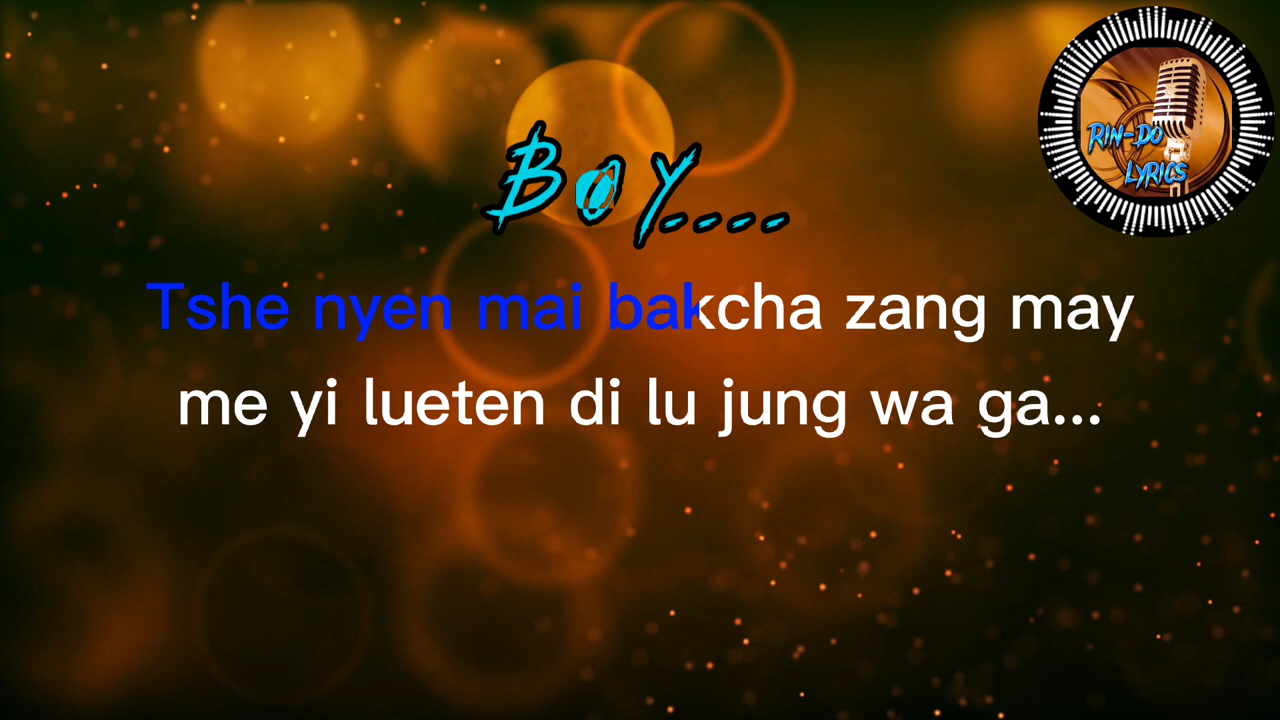 Boy....
RIN-DO
LYRICS
Tshe nyen mai bakcha zang may
me yi lueten di lu jung wa ga...